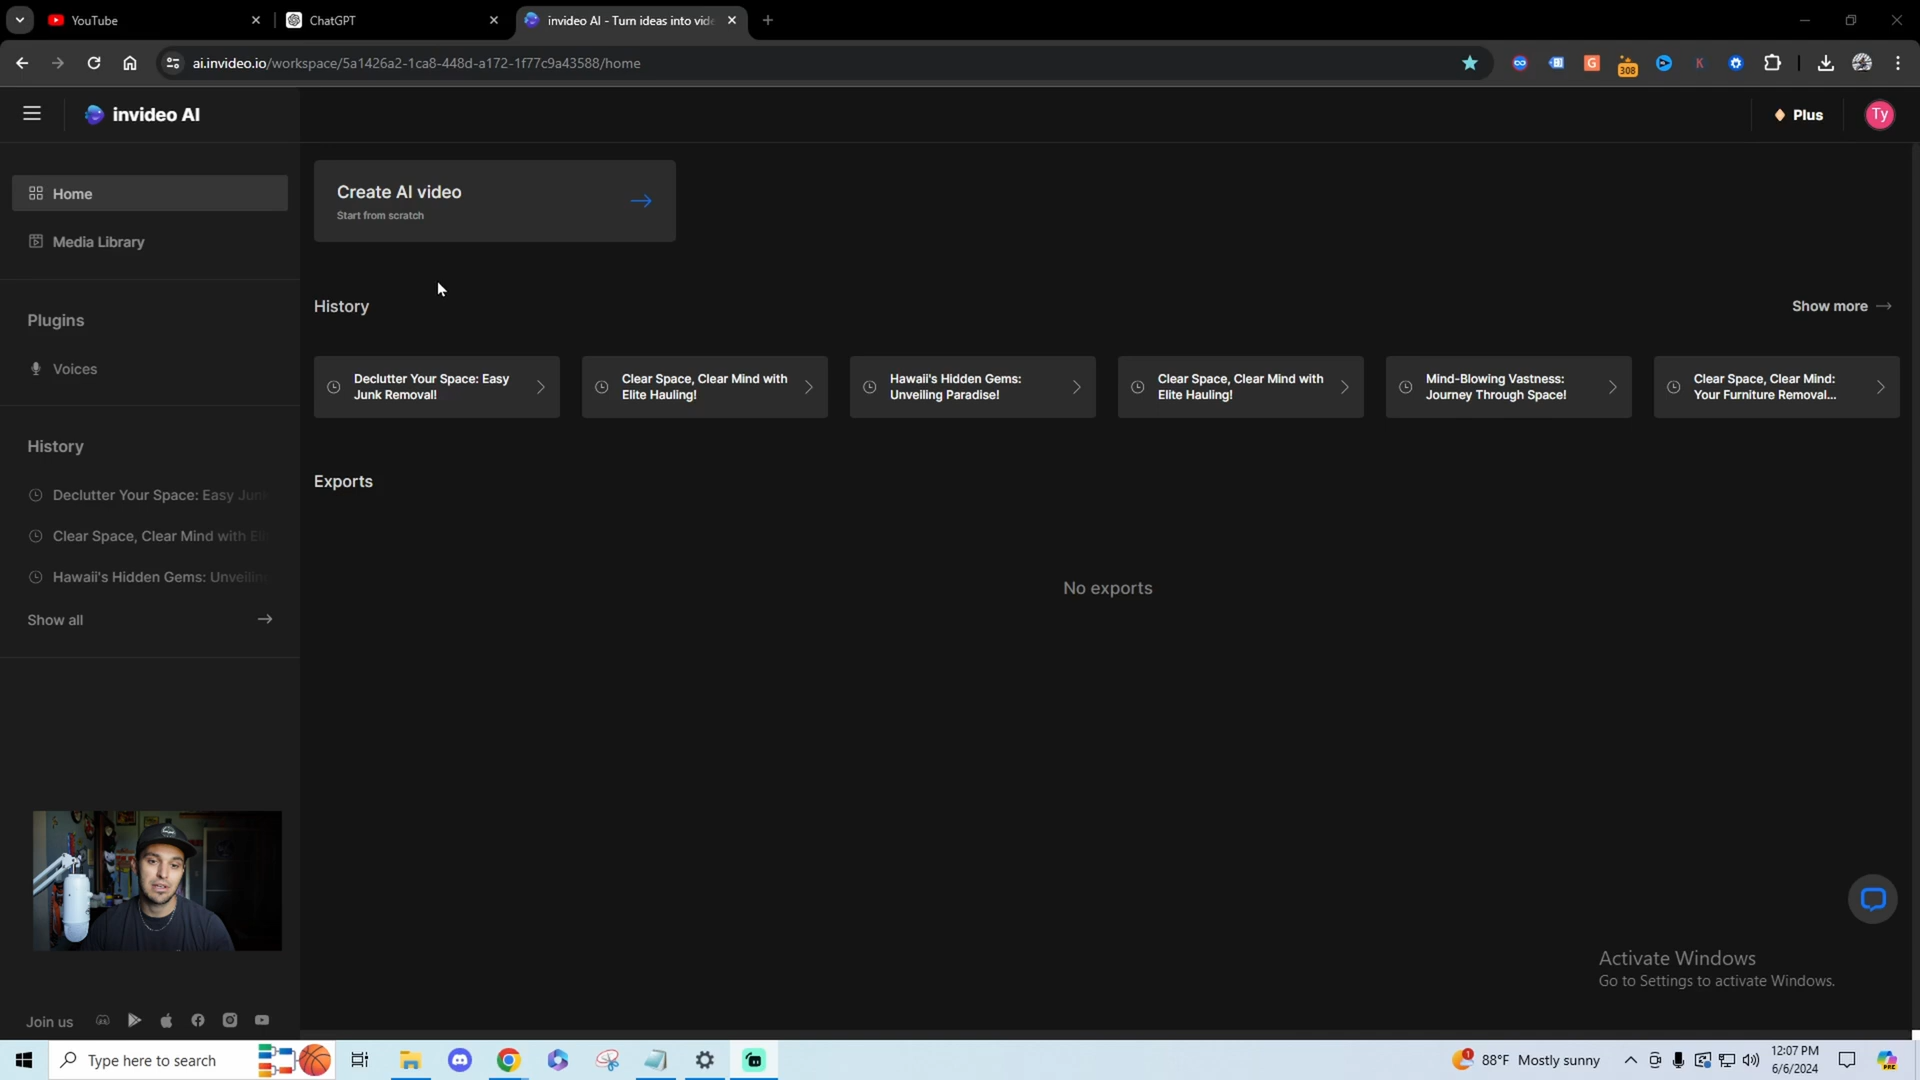 YouTube
ChatGPT
invideo AI - Turn ideas into vid
ai.invideo.io/workspace/5a1426a2-1ca8-448d-a172-1f77c9a43588/home
G
308
K
invideo AI
Plus
Ty
Home
Media Library
Plugins
Voices
History
Declutter Your Space: Easy Junk
Clear Space, Clear Mind with Eli
Hawaii's Hidden Gems: Unveiling
Show all
Create AI video
Start from scratch
History
Show more
Declutter Your Space: Easy
Junk Removal!
Clear Space, Clear Mind with
Elite Hauling!
Hawaii's Hidden Gems:
Unveiling Paradise!
Clear Space, Clear Mind with
Elite Hauling!
Mind-Blowing Vastness:
Journey Through Space!
Clear Space, Clear Mind:
Your Furniture Removal...
Exports
No exports
Activate Windows
Go to Settings to activate Windows.
Join us
Type here to search
1
88°F Mostly sunny
12:07 PM
6/6/2024
PRE